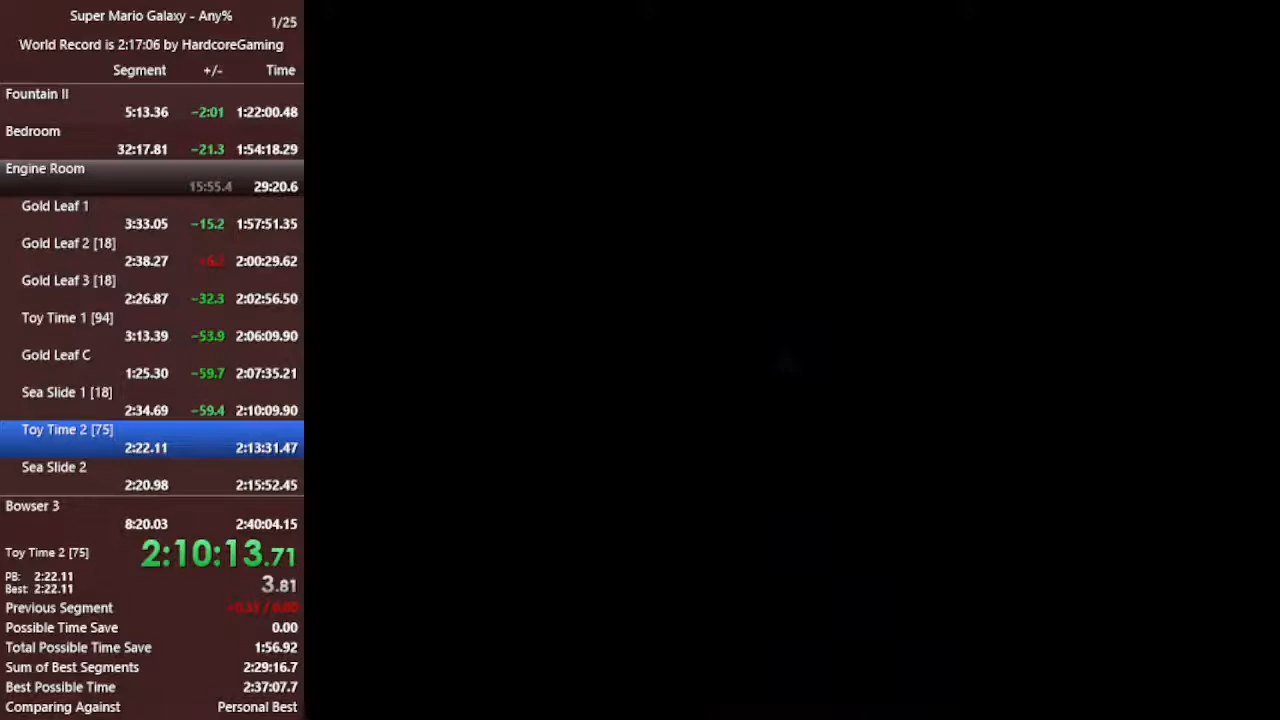 Super Mario Galaxy - Any%
1/25
World Record is 2:17:06 by HardcoreGaming
Segment +/- Time
Fountain II
5:13.36 -2:01 1:22:00.48
Bedroom
32:17.81 -21.3 1:54:18.29
Engine Room
15:55.4 29:20.6
Gold Leaf 1
3:33.05 -15.2 1:57:51.35
Gold Leaf 2 [18]
2:38.27 2:00:29.62
Gold Leaf 3 [18]
2:26.87 -32.3 2:02:56.50
Toy Time 1 [94]
3:13.39 -53.9 2:06:09.90
Gold Leaf C
1:25.30 -59.7 2:07:35.21
Sea Slide 1 [18]
2:34.69 -59.4 2:10:09.90
Toy Time 2 [75]
2:22.11 2:13:31.47
Sea Slide 2
2:20.98 2:15:52.45
Bowser 3
8:20.03 2:40:04.15
Toy Time 2 [75] 2:10:13.71
PB: 2:22.11
Best: 2:22.11
3.81
Previous Segment
Possible Time Save 0.00
Total Possible Time Save 1:56.92
Sum of Best Segments 2:29:16.7
Best Possible Time 2:37:07.7
Comparing Against Personal Best